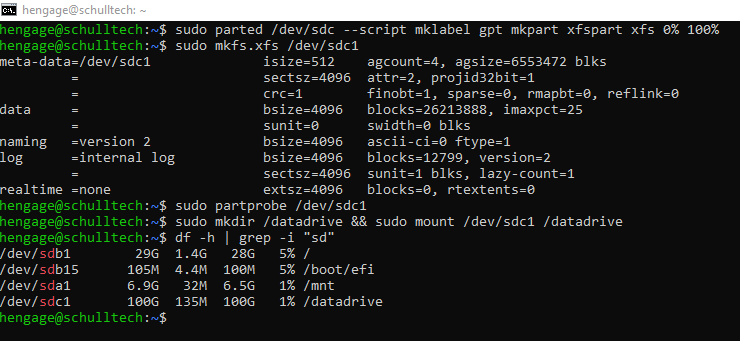 hengage@schulltech: ~
hengage@schulltech:~$ sudo parted /dev/sdc --script mklabel gpt mkpart xfspart xfs 0% 100%
hengage@schulltech:~$ sudo mkfs.xfs /dev/sdc1
meta-data=/dev/sdc1              isize=512    agcount=4, agsize=6553472 blks
         =                       sectsz=4096  attr=2, projid32bit=1
         =                       crc=1        finobt=1, sparse=0, rmapbt=0, reflink=0
data     =                       bsize=4096   blocks=26213888, imaxpct=25
         =                       sunit=0      swidth=0 blks
naming   =version 2              bsize=4096   ascii-ci=0 ftype=1
log      =internal log           bsize=4096   blocks=12799, version=2
         =                       sectsz=4096  sunit=1 blks, lazy-count=1
realtime =none                   extsz=4096   blocks=0, rtextents=0
hengage@schulltech:~$ sudo partprobe /dev/sdc1
hengage@schulltech:~$ sudo mkdir /datadrive && sudo mount /dev/sdc1 /datadrive
hengage@schulltech:~$ df -h | grep -i "sd"
/dev/sdb1        29G  1.4G   28G   5% /
/dev/sdb15      105M  4.4M  100M   5% /boot/efi
/dev/sda1       6.9G   32M  6.5G   1% /mnt
/dev/sdc1       100G  135M  100G   1% /datadrive
hengage@schulltech:~$